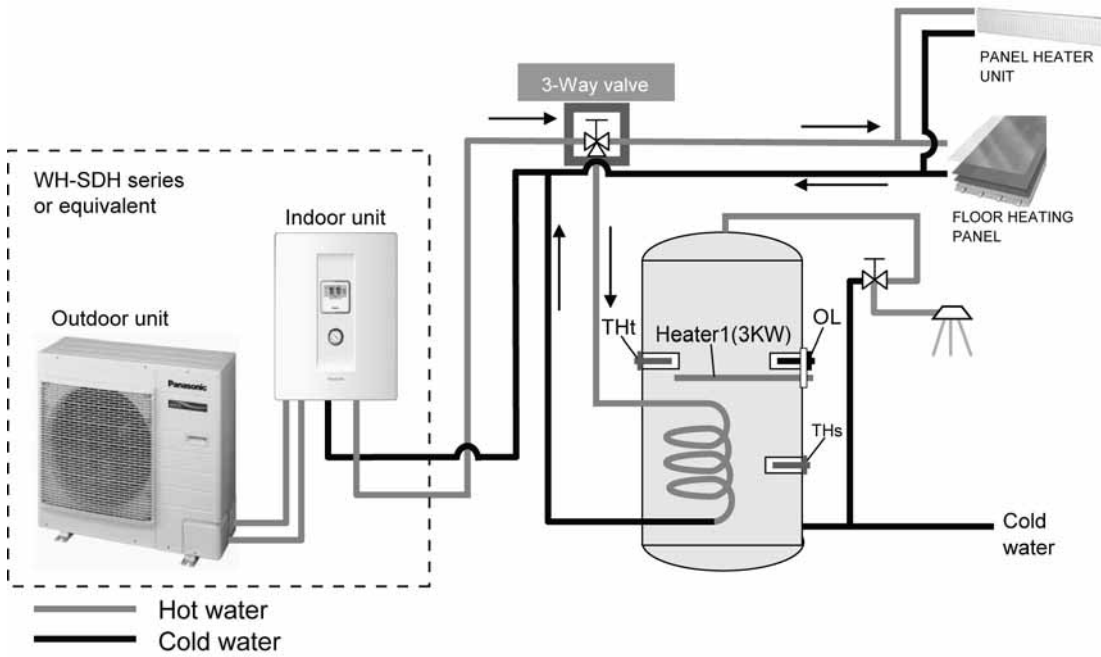 PANEL HEATER
UNIT
3-Way valve
WH-SDH series
or equivalent
Indoor unit
FLOOR HEATING
PANEL
Outdoor unit
THt
Heater1(3KW)
OL
Panasonic
THs
Cold
water
Hot water
Cold water